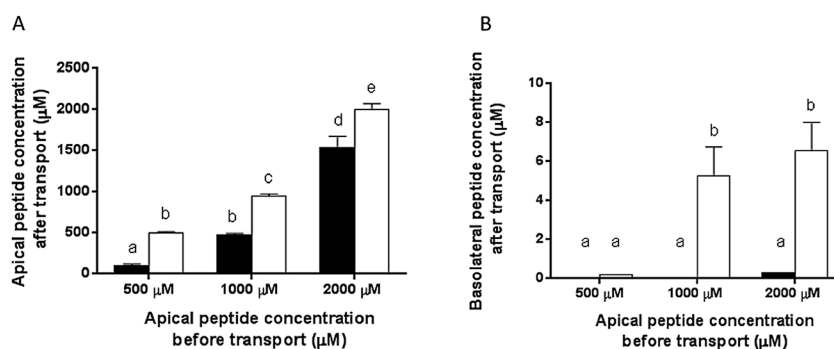 A
Apical peptide concentration
after transport (μM)
2500
2000
1500
1000
500
0
a
b
b
c
d
e
500 μM
1000 μM
2000 μM
Apical peptide concentration
before transport (μM)
B
Basolateral peptide concentration
after transport (μM)
10
8
6
4
2
0
a
a
a
b
a
b
500 μM
1000 μM
2000 μM
Apical peptide concentration
before transport (μM)